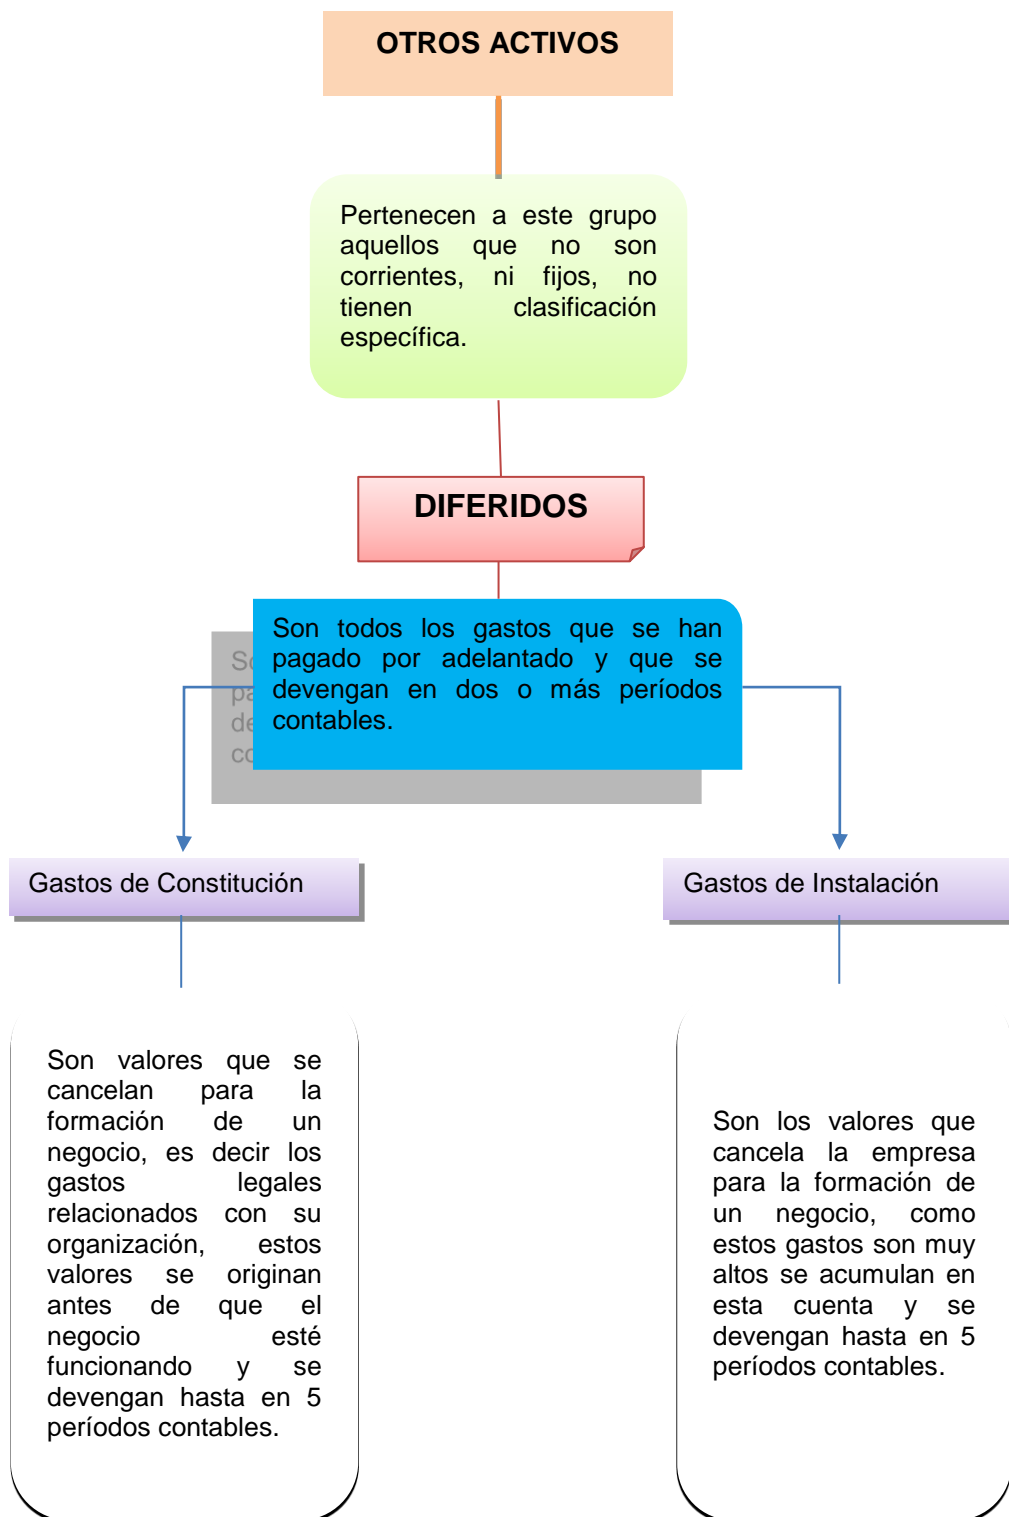 OTROS ACTIVOS
Pertenecen a este grupo
aquellos que no son
corrientes, ni fijos, no
tienen clasificación
específica.
DIFERIDOS
Son todos los gastos que se han
pagado por adelantado y que se
devengan en dos o más períodos
contables.
Gastos de Constitución
Gastos de Instalación
Son valores que se
cancelan para la
formación de un
negocio, es decir los
gastos legales
relacionados con su
organización, estos
valores se originan
antes de que el
negocio esté
funcionando y se
devengan hasta en 5
períodos contables.
Son los valores que
cancela la empresa
para la formación de
un negocio, como
estos gastos son muy
altos se acumulan en
esta cuenta y se
devengan hasta en 5
períodos contables.